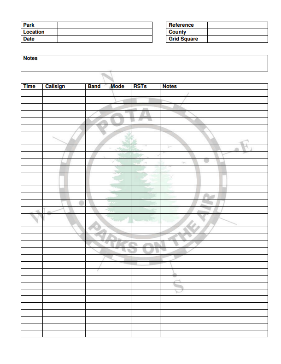 Park Reference
Location County
Date Grid Square
Notes
Time Callsign Band Mode RSTs Notes
N
POTA
E
W
PARKS ON THE AIR
S